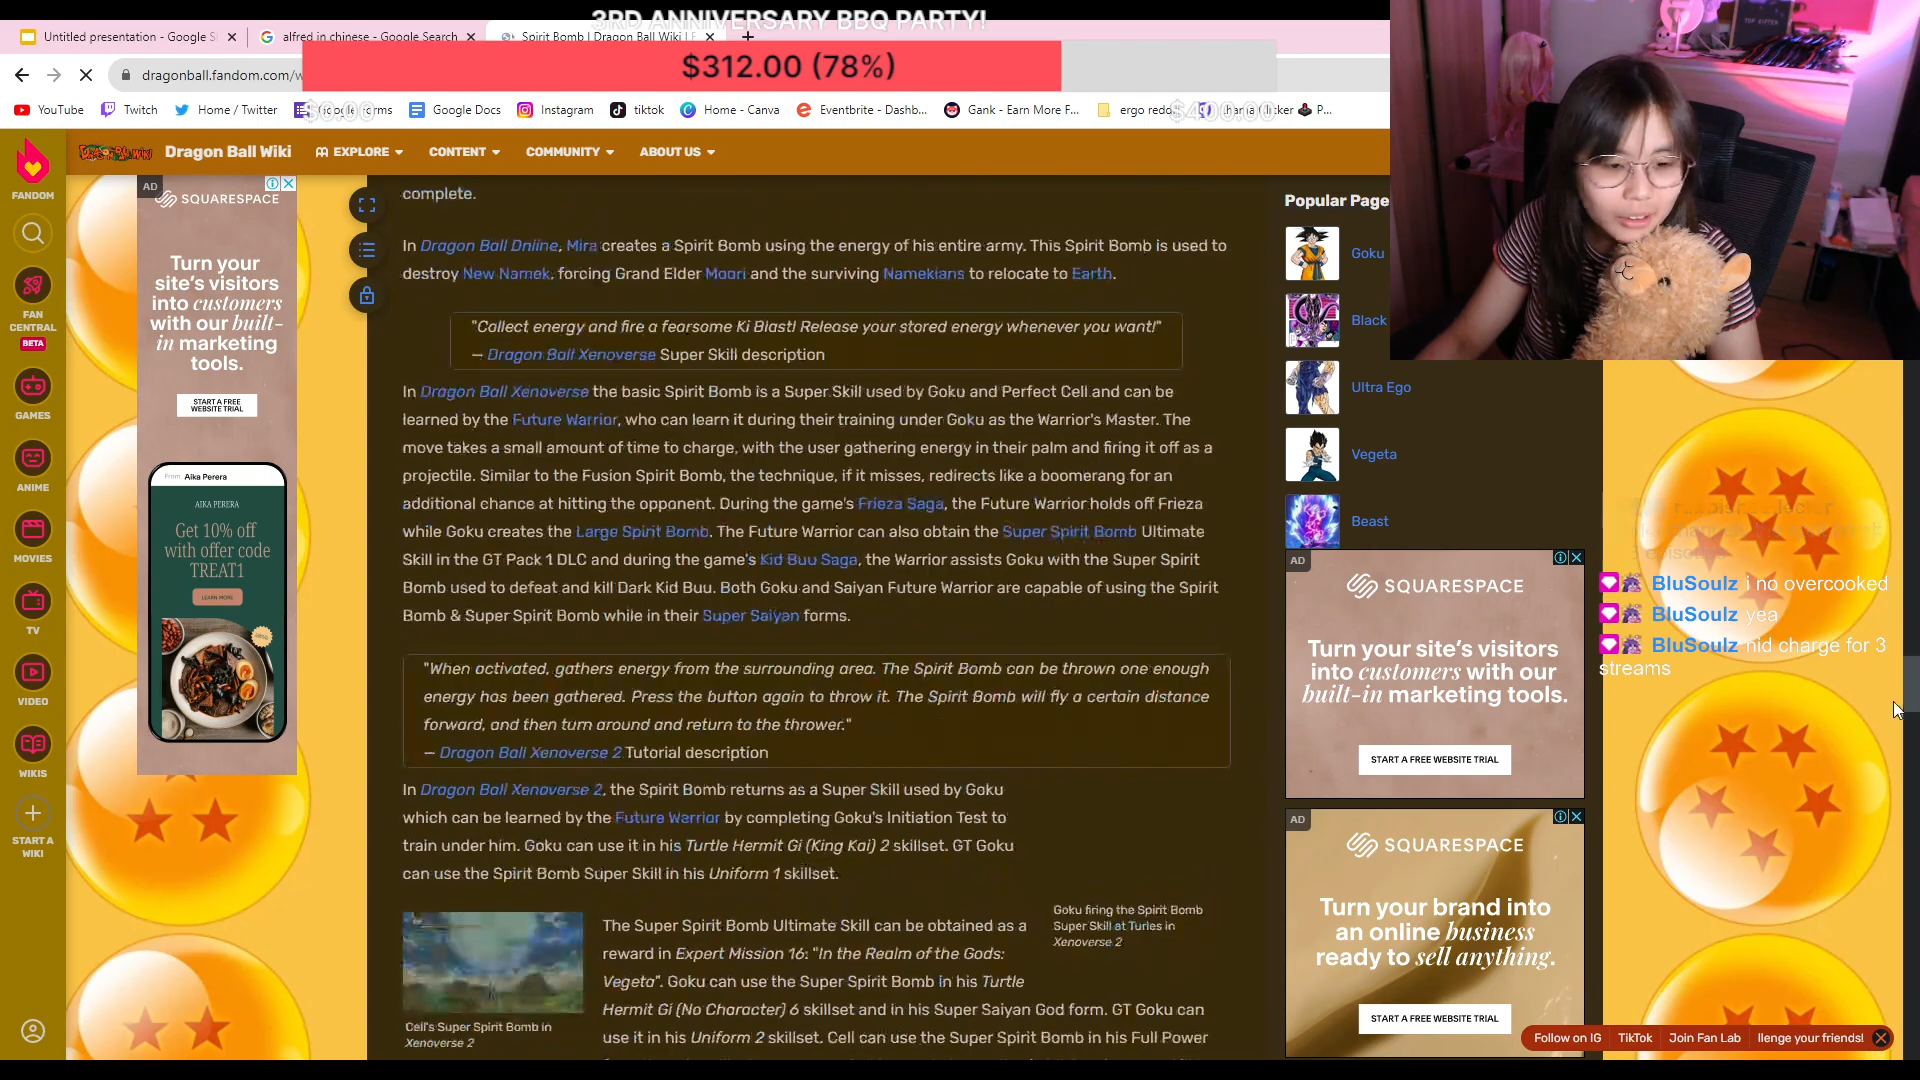 3RD ANNIVERSARY BBQ PARTY!
Untitled presentation - Google S
alfred in chinese - Google Search
Spirit Bomb | Dragon Ball Wiki | F
$312.00 (78%)
dragonball.fandom.com/w
$0.00
$400.00
YouTube
Twitch
Home / Twitter
Google forms
Google Docs
Instagram
tiktok
Home - Canva
Eventbrite - Dashb...
Gank - Earn More F...
ergo redo
licker
P...
Dragon Ball Wiki
EXPLORE
CONTENT
COMMUNITY
ABOUT US
FANDOM
FAN
CENTRAL
BETA
GAMES
ANIME
MOVIES
TV
VIDEO
WIKIS
START A
WIKI
AD
SQUARESPACE
Turn your
site's visitors
into customers
with our built-
in marketing
tools.
START A FREE
WEBSITE TRIAL
From Aika Perera
AIKA PERERA
Get 10% off
with offer code
TREAT1
LEARN MORE
complete.
In Dragon Ball Online, Mira creates a Spirit Bomb using the energy of his entire army. This Spirit Bomb is used to
destroy New Namek, forcing Grand Elder Moori and the surviving Namekians to relocate to Earth.
"Collect energy and fire a fearsome Ki Blast! Release your stored energy whenever you want!"
— Dragon Ball Xenoverse Super Skill description
In Dragon Ball Xenoverse the basic Spirit Bomb is a Super Skill used by Goku and Perfect Cell and can be
learned by the Future Warrior, who can learn it during their training under Goku as the Warrior's Master. The
move takes a small amount of time to charge, with the user gathering energy in their palm and firing it off as a
projectile. Similar to the Fusion Spirit Bomb, the technique, if it misses, redirects like a boomerang for an
additional chance at hitting the opponent. During the game's Frieza Saga, the Future Warrior holds off Frieza
while Goku creates the Large Spirit Bomb. The Future Warrior can also obtain the Super Spirit Bomb Ultimate
Skill in the GT Pack 1 DLC and during the game's Kid Buu Saga, the Warrior assists Goku with the Super Spirit
Bomb used to defeat and kill Dark Kid Buu. Both Goku and Saiyan Future Warrior are capable of using the Spirit
Bomb & Super Spirit Bomb while in their Super Saiyan forms.
"When activated, gathers energy from the surrounding area. The Spirit Bomb can be thrown one enough
energy has been gathered. Press the button again to throw it. The Spirit Bomb will fly a certain distance
forward, and then turn around and return to the thrower."
— Dragon Ball Xenoverse 2 Tutorial description
In Dragon Ball Xenoverse 2, the Spirit Bomb returns as a Super Skill used by Goku
which can be learned by the Future Warrior by completing Goku's Initiation Test to
train under him. Goku can use it in his Turtle Hermit Gi (King Kai) 2 skillset. GT Goku
can use the Spirit Bomb Super Skill in his Uniform 1 skillset.
Goku firing the Spirit Bomb
Super Skill at Turles in
Xenoverse 2
The Super Spirit Bomb Ultimate Skill can be obtained as a
reward in Expert Mission 16: "In the Realm of the Gods:
Vegeta". Goku can use the Super Spirit Bomb in his Turtle
Hermit Gi (No Character) 6 skillset and in his Super Saiyan God form. GT Goku can
use it in his Uniform 2 skillset. Cell can use the Super Spirit Bomb in his Full Power
Cell's Super Spirit Bomb in
Xenoverse 2
Popular Page
Goku
Black
Ultra Ego
Vegeta
Beast
AD
SQUARESPACE
Turn your site's visitors
into customers with our
built-in marketing tools.
START A FREE WEBSITE TRIAL
AD
SQUARESPACE
Turn your brand into
an online business
ready to sell anything.
START A FREE WEBSITE TRIAL
BluSoulz i no overcooked
BluSoulz yea
BluSoulz nid charge for 3
streams
Follow on IG
TikTok
Join Fan Lab
llenge your friends!